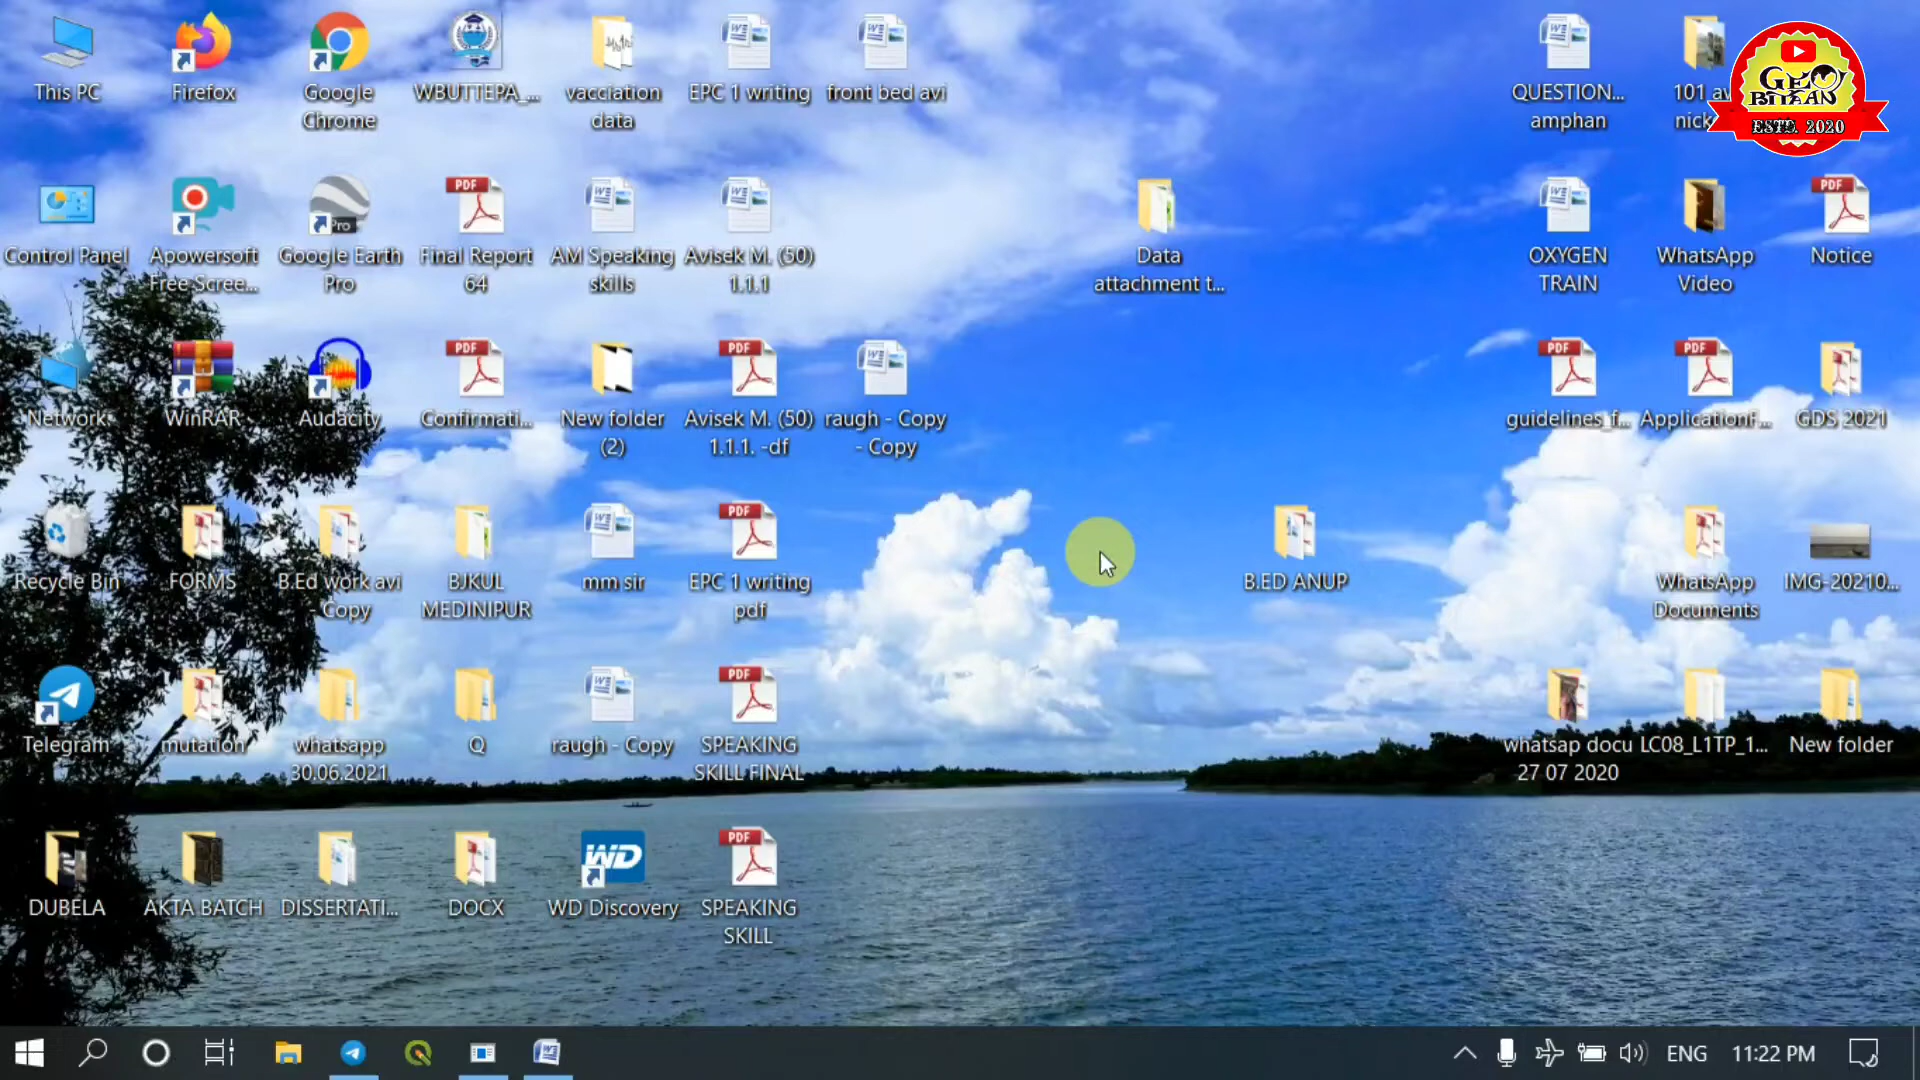 This PC
Firefox
Google
Chrome
WBUTTEPA_...
vacciation
data
EPC 1 writing
front bed avi
QUESTION...
amphan
101 av
nick
GEO
BITAAN
ESTD. 2020
Control Panel
Apowersoft
Free Scree...
Pro
Google Earth
Pro
PDF
Final Report
64
AM Speaking
skills
Avisek M. (50)
1.1.1
Data
attachment t...
OXYGEN
TRAIN
WhatsApp
Video
PDF
Notice
Network
WinRAR
Audacity
PDF
Confirmati...
New folder
(2)
PDF
Avisek M. (50)
1.1.1. -df
raugh - Copy
- Copy
PDF
guidelines_f...
PDF
ApplicationF...
GDS 2021
Recycle Bin
FORMS
B.Ed work avi
Copy
BJKUL
MEDINIPUR
mm sir
PDF
EPC 1 writing
pdf
B.ED ANUP
WhatsApp
Documents
IMG-20210...
Telegram
mutation
whatsapp
30.06.2021
Q
raugh - Copy
PDF
SPEAKING
SKILL FINAL
whatsap docu
27 07 2020
LC08_L1TP_1...
New folder
DUBELA
AKTA BATCH
DISSERTATI...
DOCX
WD
WD Discovery
PDF
SPEAKING
SKILL
ENG
11:22 PM